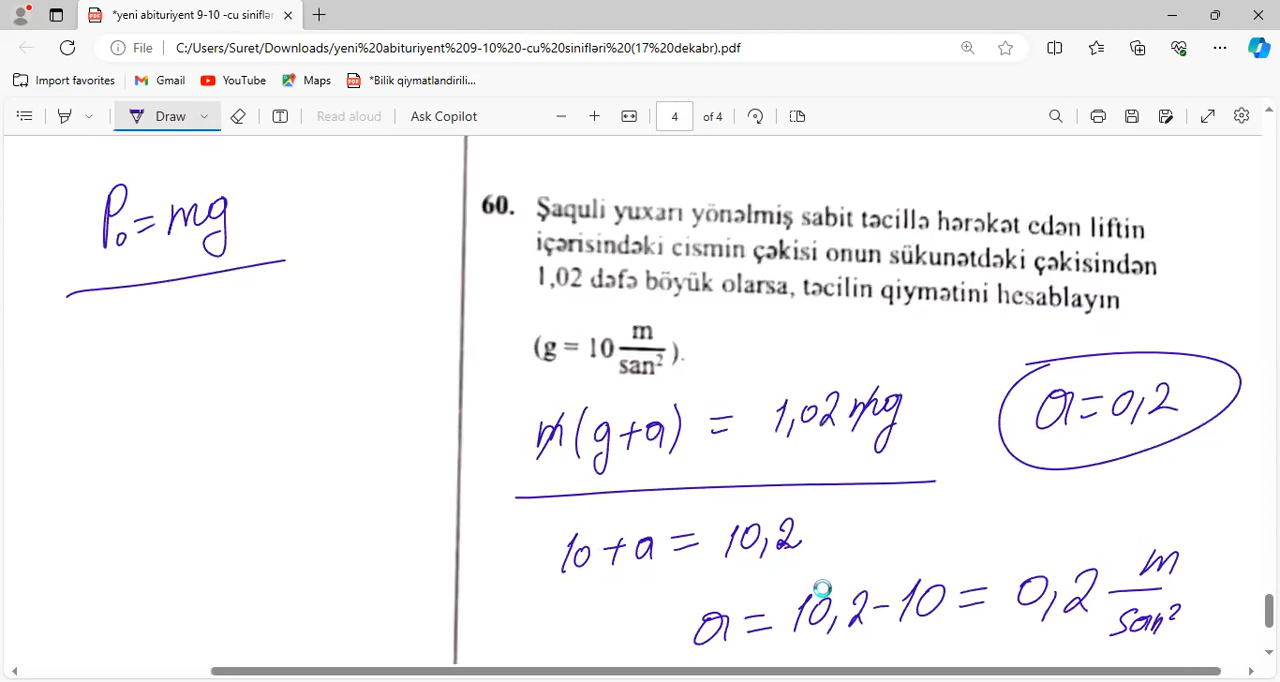 *yeni abituriyent 9-10 -cu siniflər
File C:/Users/Suret/Downloads/yeni%20abituriyent%209-10%20-cu%20sinifləri%20(17%20dekabr).pdf
Import favorites Gmail YouTube Maps *Bilik qiymatlandirili...
Draw Read aloud Ask Copilot 4 of 4
P₀ = mg
60. Şaquli yuxarı yönəlmiş sabit təcillə hərəkət edən liftin
içərisindəki cismin çəkisi onun sükunətdəki çəkisindən
1,02 dəfə böyük olarsa, təcilin qiymətini hesablayın
(g = 10 m/san²).
m(g+a) = 1,02 mg
a = 0,2
10 + a = 10,2
a = 10,2 - 10 = 0,2 m/san²